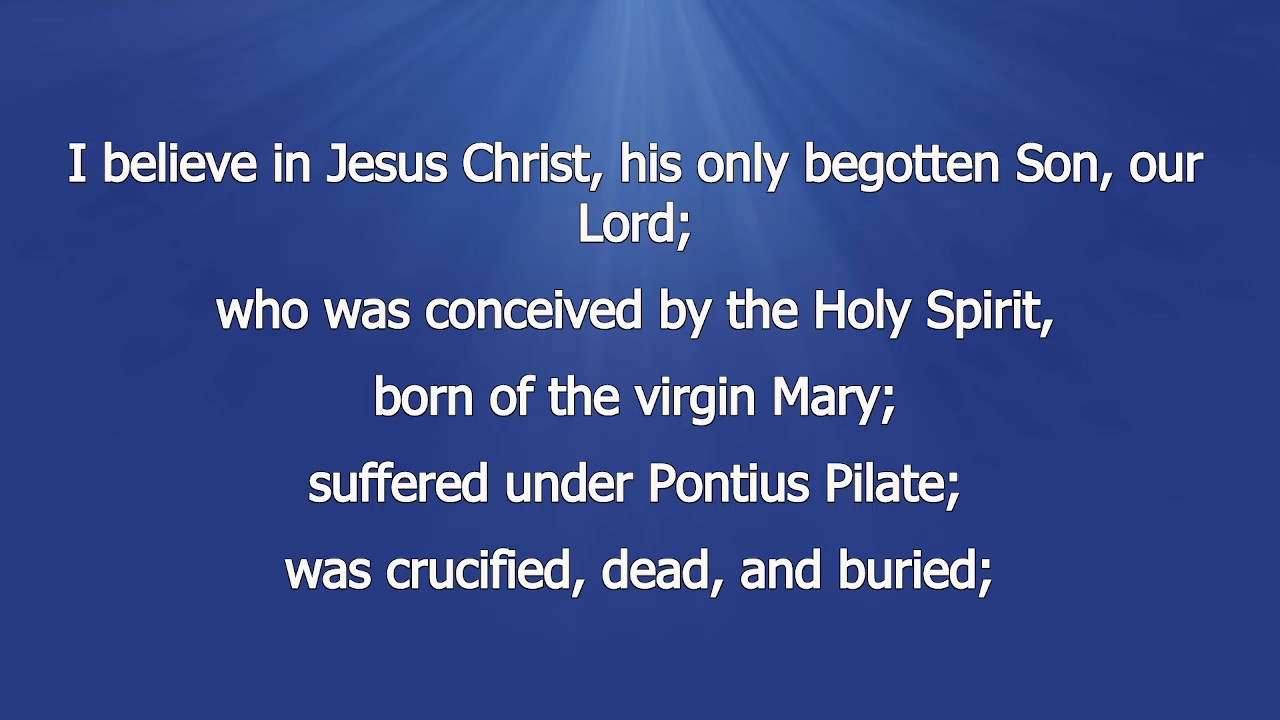 I believe in Jesus Christ, his only begotten Son, our
Lord;
who was conceived by the Holy Spirit,
born of the virgin Mary;
suffered under Pontius Pilate;
was crucified, dead, and buried;